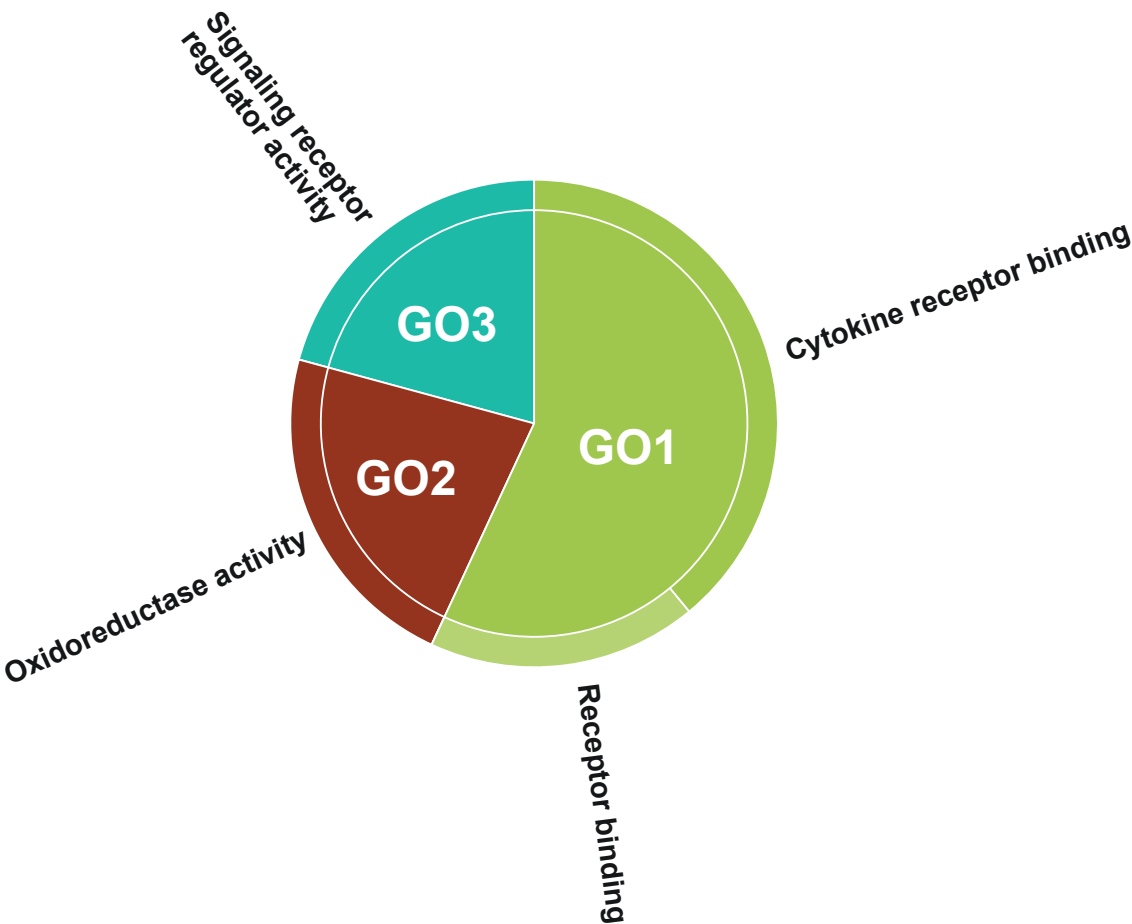 Signaling receptor
regulator activity
Cytokine receptor binding
GO3
GO1
GO2
Oxidoreductase activity
Receptor binding